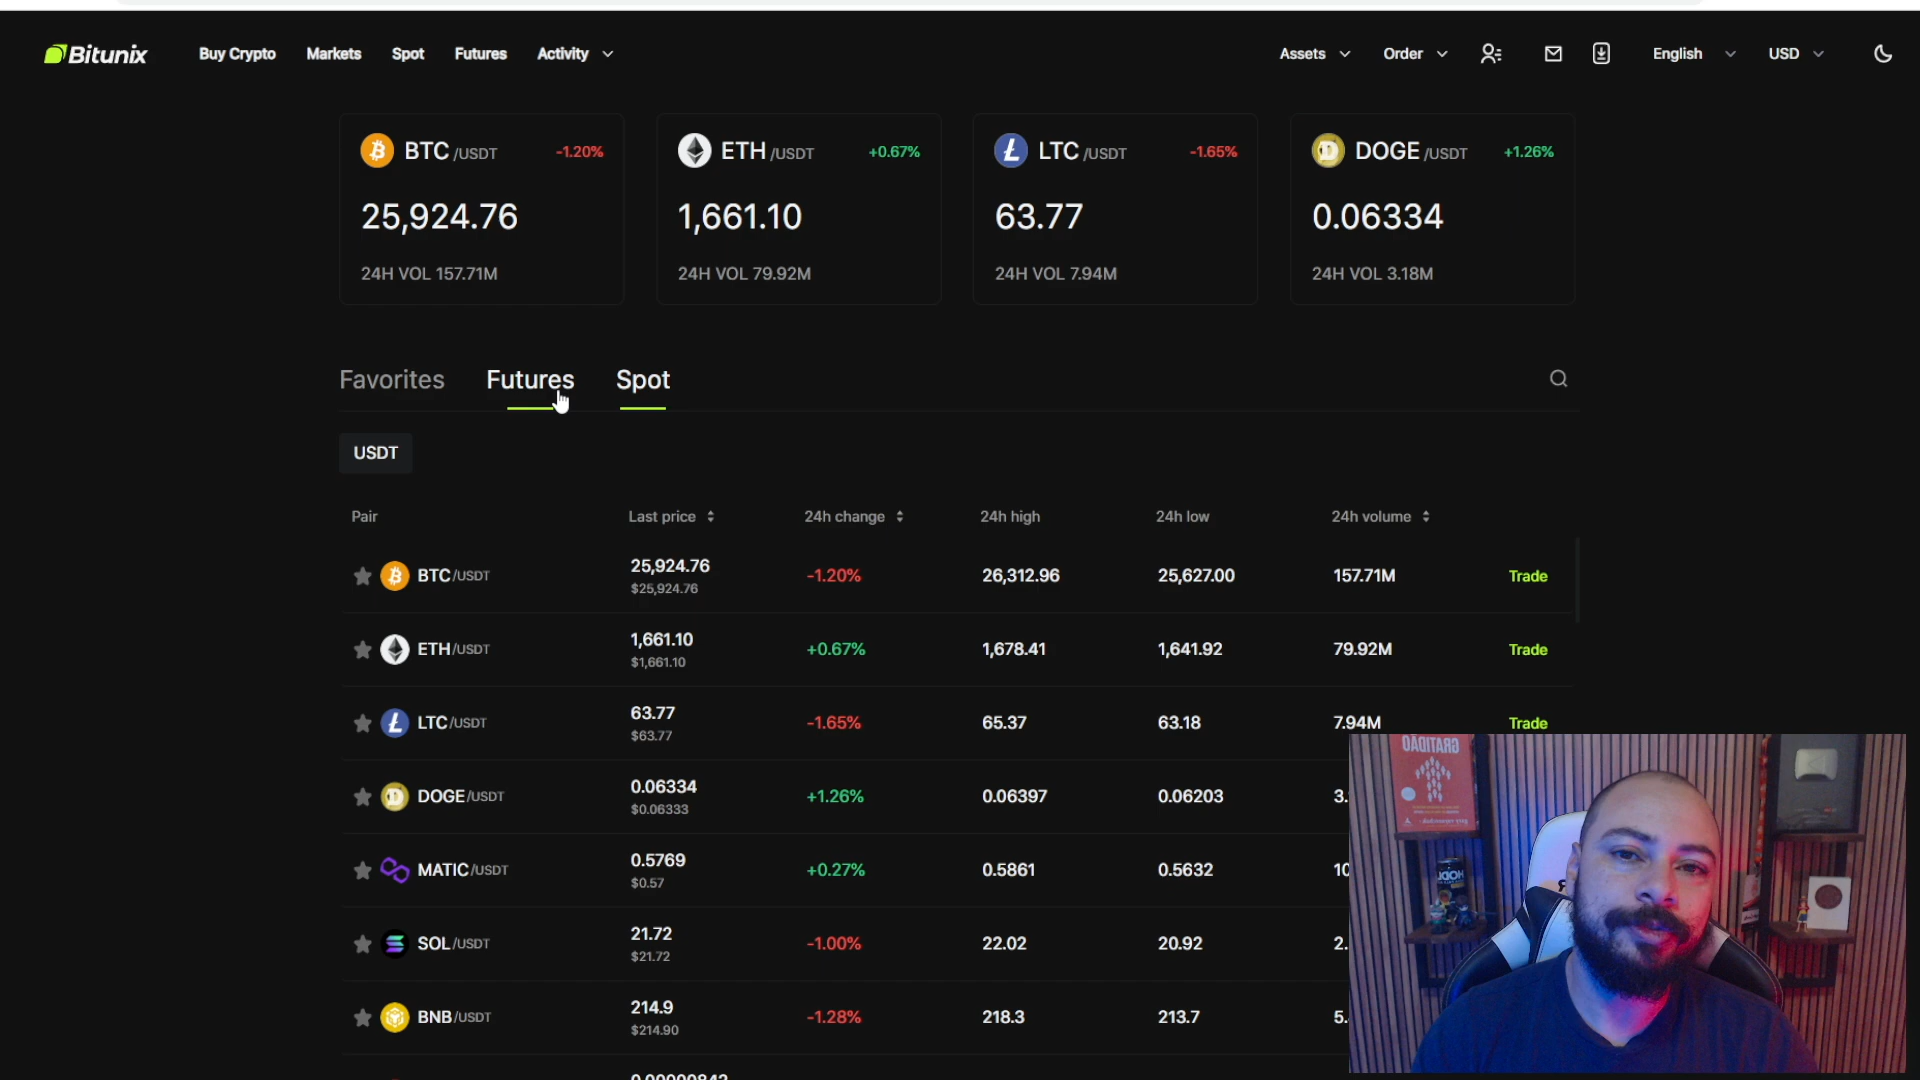 Bitunix Buy Crypto Markets Spot Futures Activity Assets Order English USD
BTC /USDT -1.20%
25,924.76
24H VOL 157.71M
ETH /USDT +0.67%
1,661.10
24H VOL 79.92M
LTC /USDT -1.65%
63.77
24H VOL 7.94M
DOGE /USDT +1.26%
0.06334
24H VOL 3.18M
Favorites Futures Spot
USDT
Pair Last price 24h change 24h high 24h low 24h volume
BTC/USDT 25,924.76 -1.20% 26,312.96 25,627.00 157.71M Trade
$25,924.76
ETH/USDT 1,661.10 +0.67% 1,678.41 1,641.92 79.92M Trade
$1,661.10
LTC/USDT 63.77 -1.65% 65.37 63.18 7.94M Trade
$63.77
DOGE/USDT 0.06334 +1.26% 0.06397 0.06203 3.
$0.06333
MATIC/USDT 0.5769 +0.27% 0.5861 0.5632 10
$0.57
SOL/USDT 21.72 -1.00% 22.02 20.92 2.
$21.72
BNB/USDT 214.9 -1.28% 218.3 213.7 5.
$214.90
GRATIDÃO
HODL